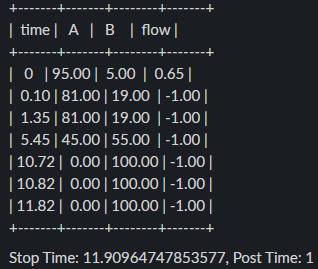 +-------+-------+--------+-------+
| time | A | B | flow |
+-------+-------+--------+-------+
| 0 | 95.00 | 5.00 | 0.65 |
| 0.10 | 81.00 | 19.00 | -1.00 |
| 1.35 | 81.00 | 19.00 | -1.00 |
| 5.45 | 45.00 | 55.00 | -1.00 |
| 10.72 | 0.00 | 100.00 | -1.00 |
| 10.82 | 0.00 | 100.00 | -1.00 |
| 11.82 | 0.00 | 100.00 | -1.00 |
+-------+-------+--------+-------+
Stop Time: 11.90964747853577, Post Time: 1